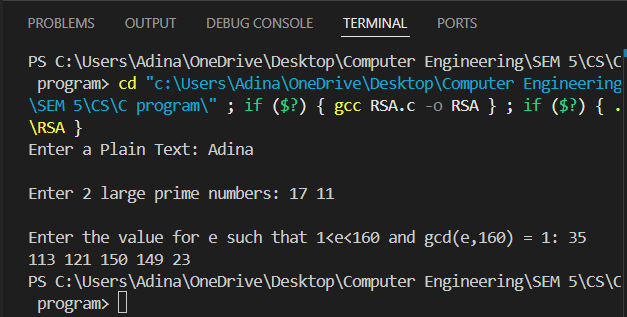 PROBLEMS OUTPUT DEBUG CONSOLE TERMINAL PORTS
PS C:\Users\Adina\OneDrive\Desktop\Computer Engineering\SEM 5\CS\C
program> cd "c:\Users\Adina\OneDrive\Desktop\Computer Engineering
\SEM 5\CS\C program\" ; if ($?) { gcc RSA.c -o RSA } ; if ($?) { .
\RSA }
Enter a Plain Text: Adina
Enter 2 large prime numbers: 17 11
Enter the value for e such that 1<e<160 and gcd(e,160) = 1: 35
113 121 150 149 23
PS C:\Users\Adina\OneDrive\Desktop\Computer Engineering\SEM 5\CS\C
program>